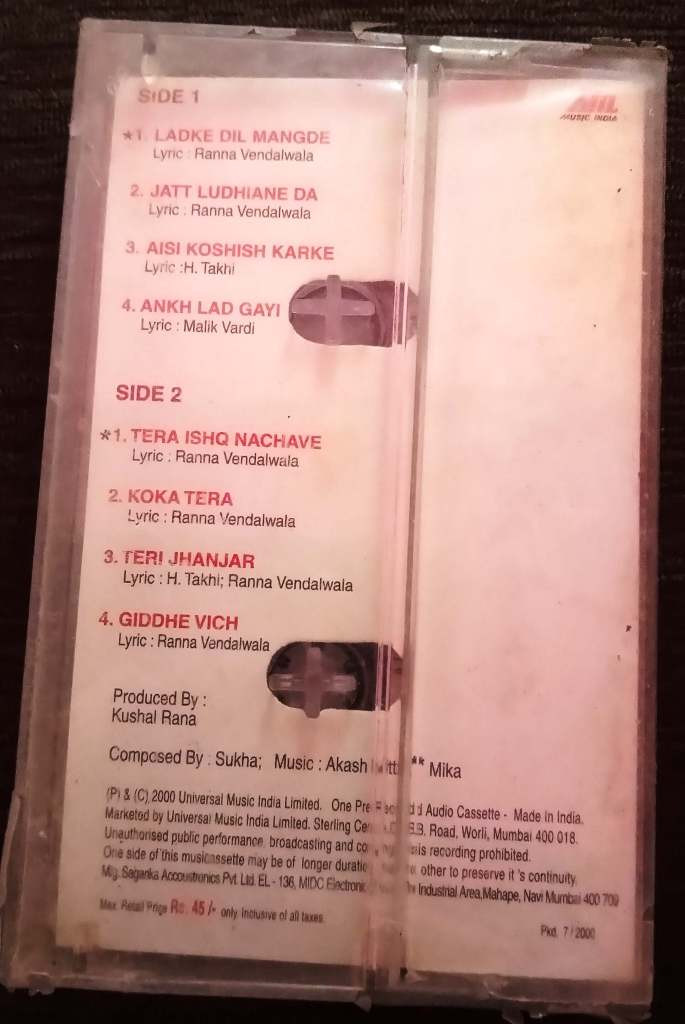 SIDE 1
MIL
MUSIC INDIA
*1. LADKE DIL MANGDE
Lyric : Ranna Vendalwala
2. JATT LUDHIANE DA
Lyric : Ranna Vendalwala
3. AISI KOSHISH KARKE
Lyric :H. Takhi
4. ANKH LAD GAYI
Lyric : Malik Vardi
SIDE 2
*1. TERA ISHQ NACHAVE
Lyric : Ranna Vendalwala
2. KOKA TERA
Lyric : Ranna Vendalwala
3. TERI JHANJAR
Lyric : H. Takhi; Ranna Vendalwala
4. GIDDHE VICH
Lyric : Ranna Vendalwala
Produced By :
Kushal Rana
Composed By : Sukha; Music : Akash ** Mika
(P) & (C) 2000 Universal Music India Limited. One Audio Cassette - Made In India.
Marketed by Universal Music India Limited. Sterling Road, Worli, Mumbai 400 018.
Unauthorised public performance broadcasting and recording prohibited.
One side of this musicassette may be of longer other to preserve it's continuity.
Mfg. Saganka Accoustronics Pvt. Ltd. EL - 136, MIDC Industrial Area, Mahape, Navi Mumbai 400 709
Max. Retail Price Rs. 45/- only Inclusive of all taxes
Pkd. 7/2000